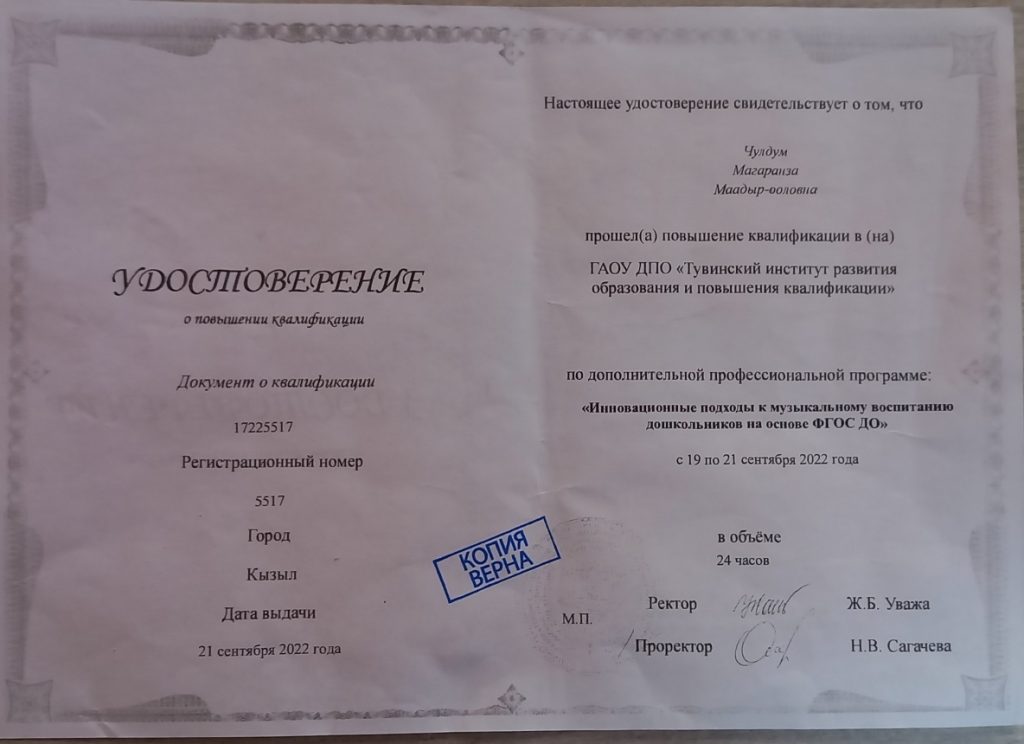 УДОСТОВЕРЕНИЕ
о повышении квалификации
Документ о квалификации
17225517
Регистрационный номер
5517
Город
Кызыл
Дата выдачи
21 сентября 2022 года
КОПИЯ
ВЕРНА
Настоящее удостоверение свидетельствует о том, что
Чулдум
Магаранза
Маадыр-ооловна
прошел(а) повышение квалификации в (на)
ГАОУ ДПО «Тувинский институт развития
образования и повышения квалификации»
по дополнительной профессиональной программе:
«Инновационные подходы к музыкальному воспитанию
дошкольников на основе ФГОС ДО»
с 19 по 21 сентября 2022 года
в объёме
24 часов
М.П.
Ректор Ж.Б. Уважа
Проректор Н.В. Сагачева